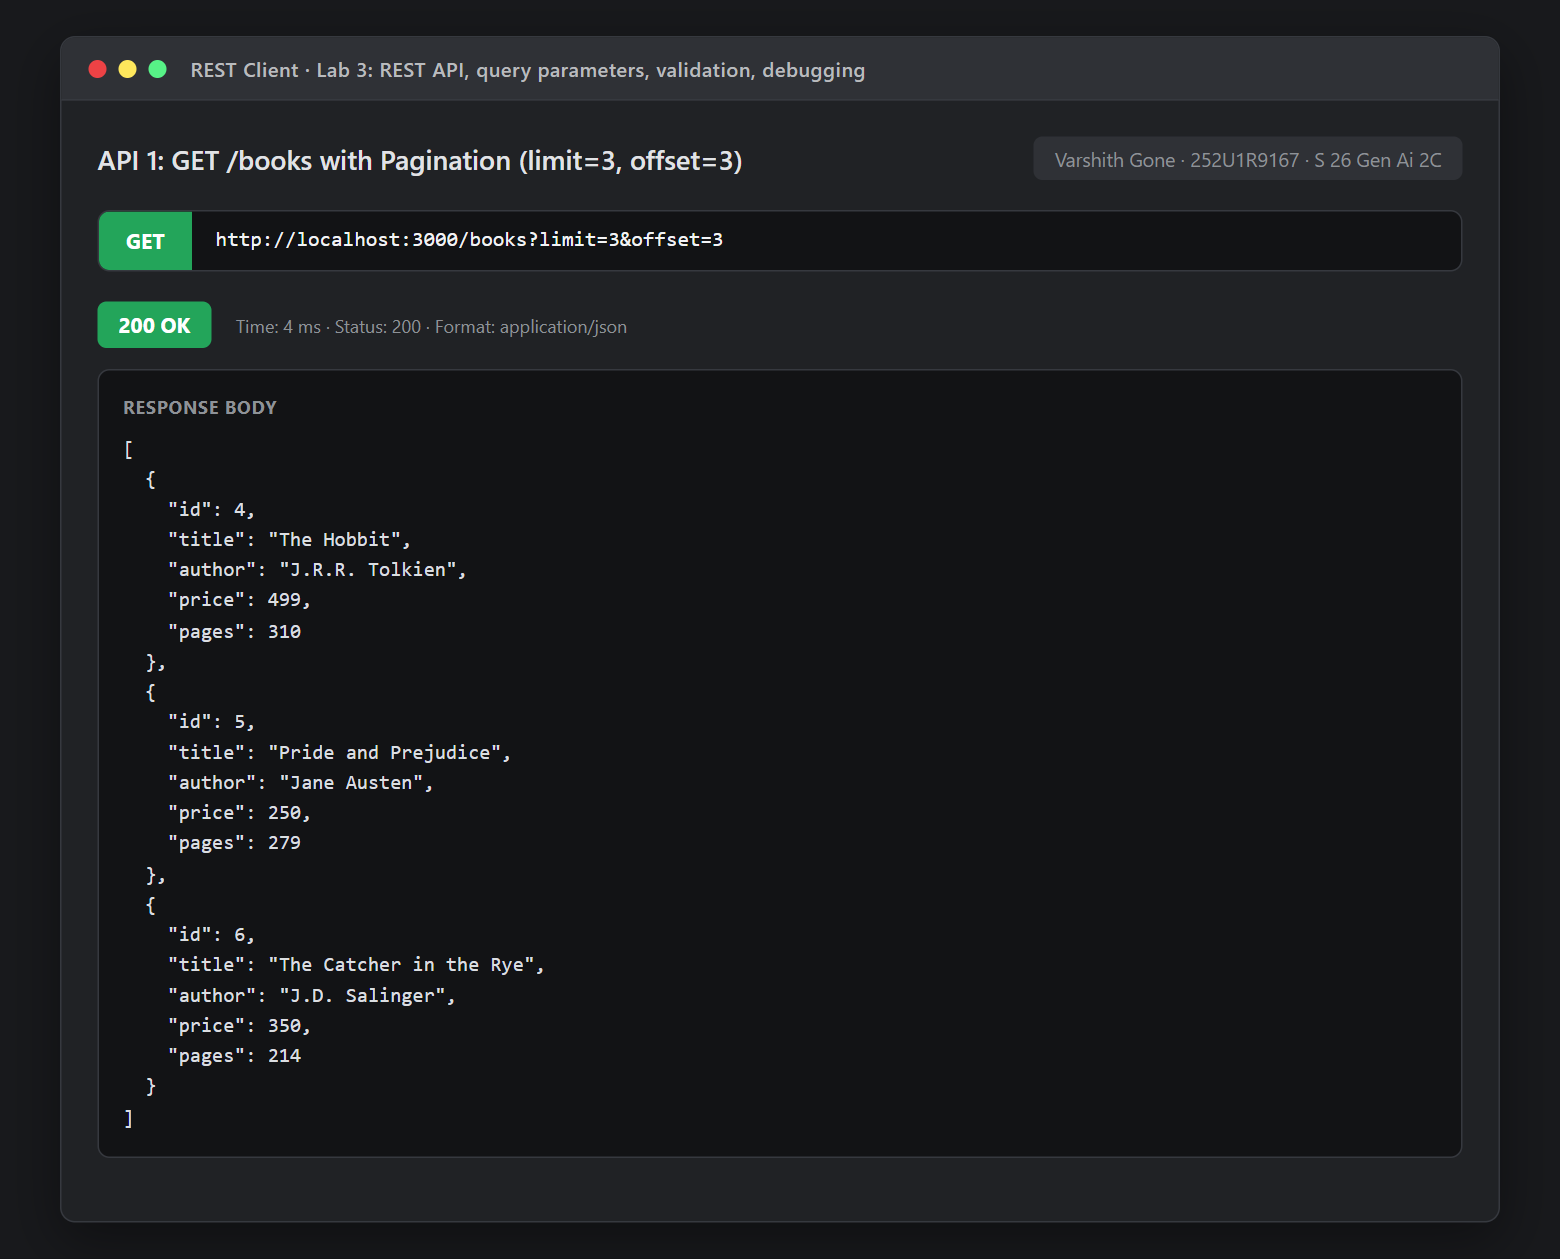 REST Client · Lab 3: REST API, query parameters, validation, debugging
API 1: GET /books with Pagination (limit=3, offset=3)
Varshith Gone · 252U1R9167 · S 26 Gen Ai 2C
GET http://localhost:3000/books?limit=3&offset=3
200 OK Time: 4 ms · Status: 200 · Format: application/json
RESPONSE BODY
[
  {
    "id": 4,
    "title": "The Hobbit",
    "author": "J.R.R. Tolkien",
    "price": 499,
    "pages": 310
  },
  {
    "id": 5,
    "title": "Pride and Prejudice",
    "author": "Jane Austen",
    "price": 250,
    "pages": 279
  },
  {
    "id": 6,
    "title": "The Catcher in the Rye",
    "author": "J.D. Salinger",
    "price": 350,
    "pages": 214
  }
]